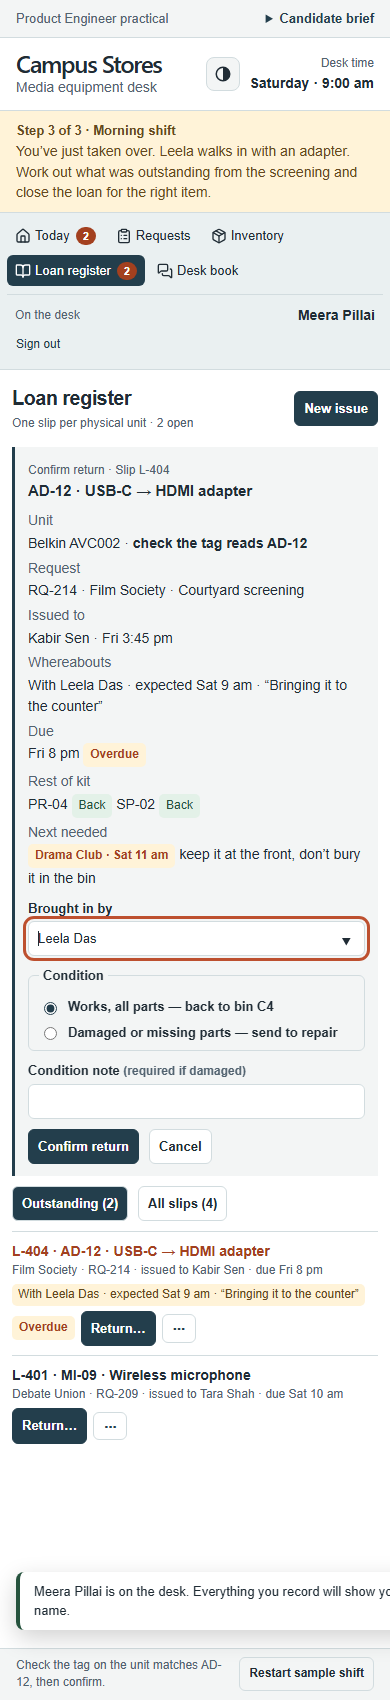 Product Engineer practical
▶ Candidate brief
Campus Stores
Media equipment desk
Desk time
Saturday · 9:00 am
Step 3 of 3 · Morning shift
You’ve just taken over. Leela walks in with an adapter.
Work out what was outstanding from the screening and
close the loan for the right item.
Today 2
Requests
Inventory
Loan register 2
Desk book
On the desk
Meera Pillai
Sign out
Loan register
One slip per physical unit · 2 open
New issue
Confirm return · Slip L-404
AD-12 · USB-C → HDMI adapter
Unit
Belkin AVC002 · check the tag reads AD-12
Request
RQ-214 · Film Society · Courtyard screening
Issued to
Kabir Sen · Fri 3:45 pm
Whereabouts
With Leela Das · expected Sat 9 am · “Bringing it to
the counter”
Due
Fri 8 pm Overdue
Rest of kit
PR-04 Back SP-02 Back
Next needed
Drama Club · Sat 11 am keep it at the front, don’t bury
it in the bin
Brought in by
Leela Das
Condition
Works, all parts — back to bin C4
Damaged or missing parts — send to repair
Condition note (required if damaged)
Confirm return
Cancel
Outstanding (2)
All slips (4)
L-404 · AD-12 · USB-C → HDMI adapter
Film Society · RQ-214 · issued to Kabir Sen · due Fri 8 pm
With Leela Das · expected Sat 9 am · “Bringing it to the counter”
Overdue
Return…
···
L-401 · MI-09 · Wireless microphone
Debate Union · RQ-209 · issued to Tara Shah · due Sat 10 am
Return…
···
Meera Pillai is on the desk. Everything you record will show
name.
Check the tag on the unit matches AD-
12, then confirm.
Restart sample shift